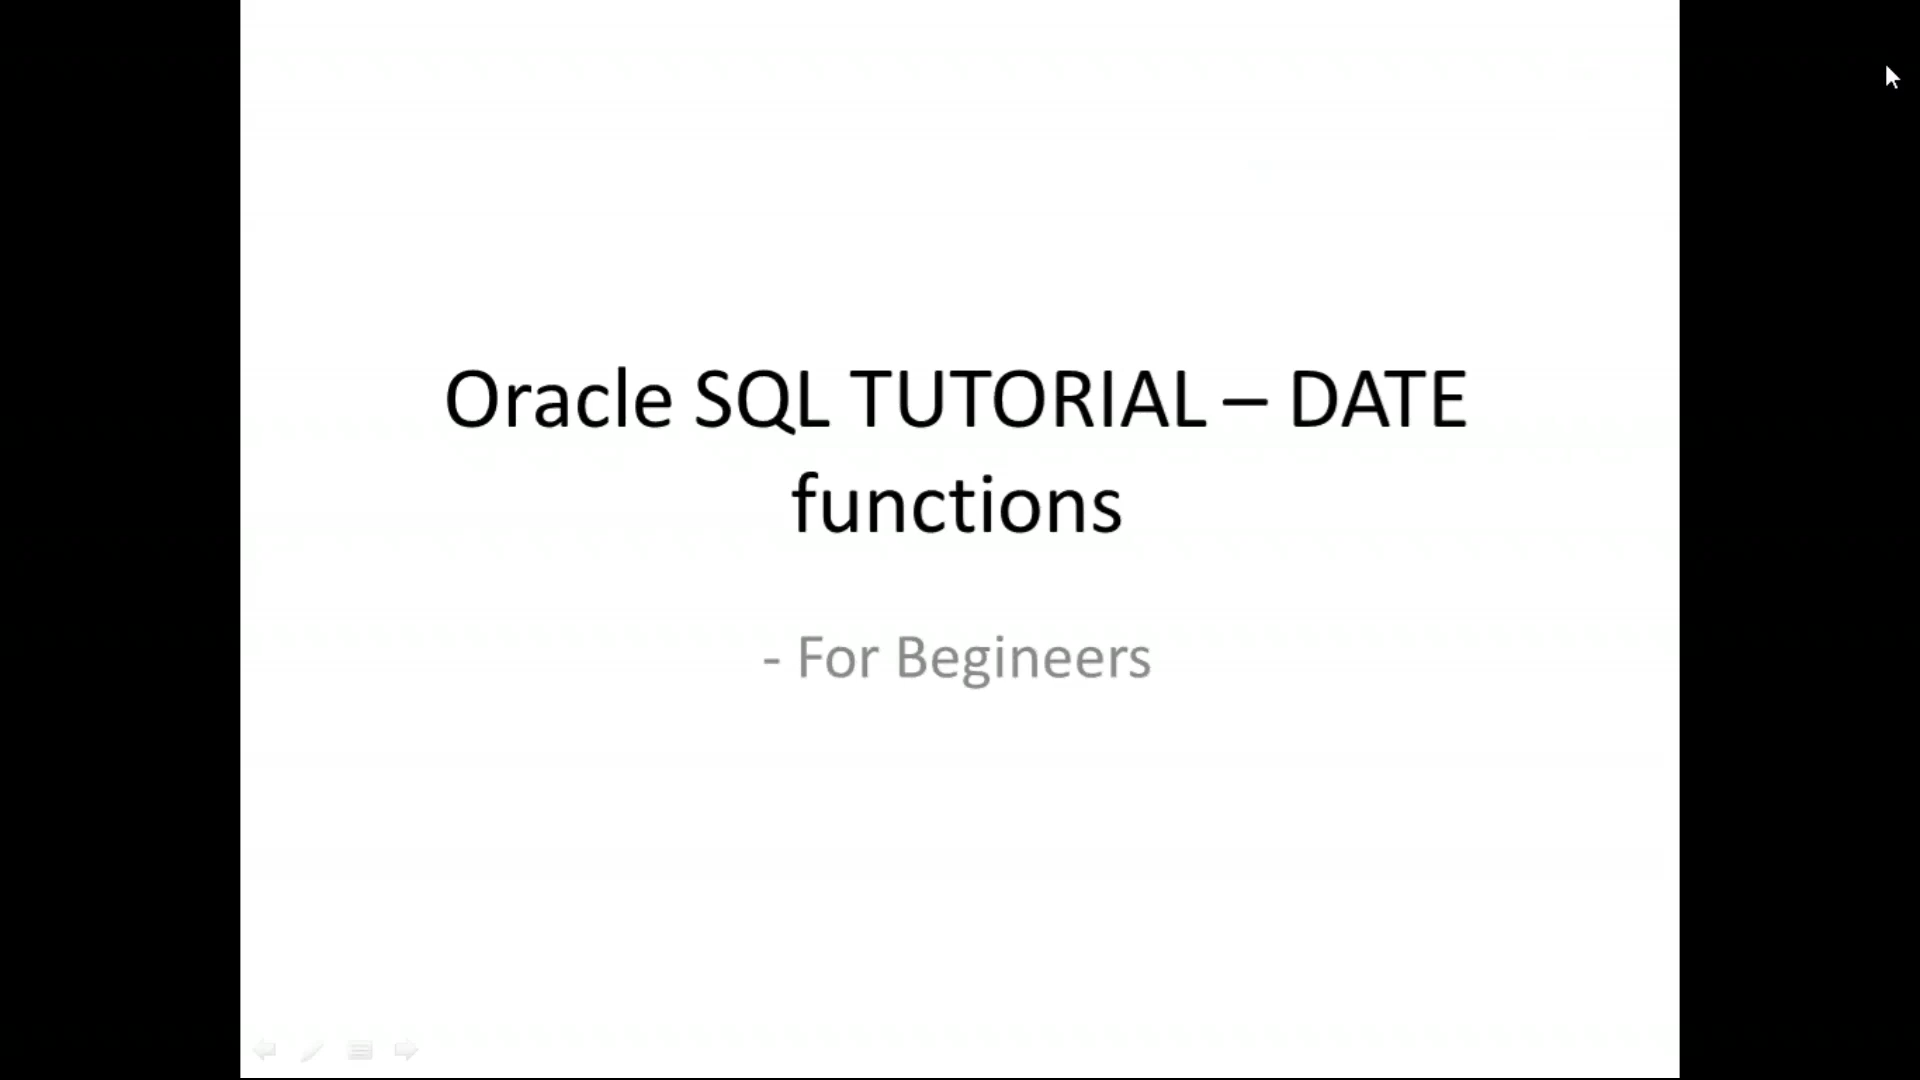 Oracle SQL TUTORIAL – DATE
functions
- For Begineers